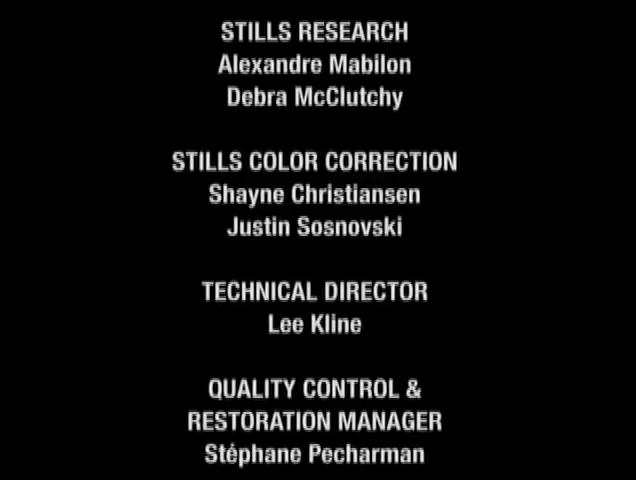 STILLS RESEARCH
Alexandre Mabilon
Debra McClutchy
STILLS COLOR CORRECTION
Shayne Christiansen
Justin Sosnovski
TECHNICAL DIRECTOR
Lee Kline
QUALITY CONTROL &
RESTORATION MANAGER
Stéphane Pecharman